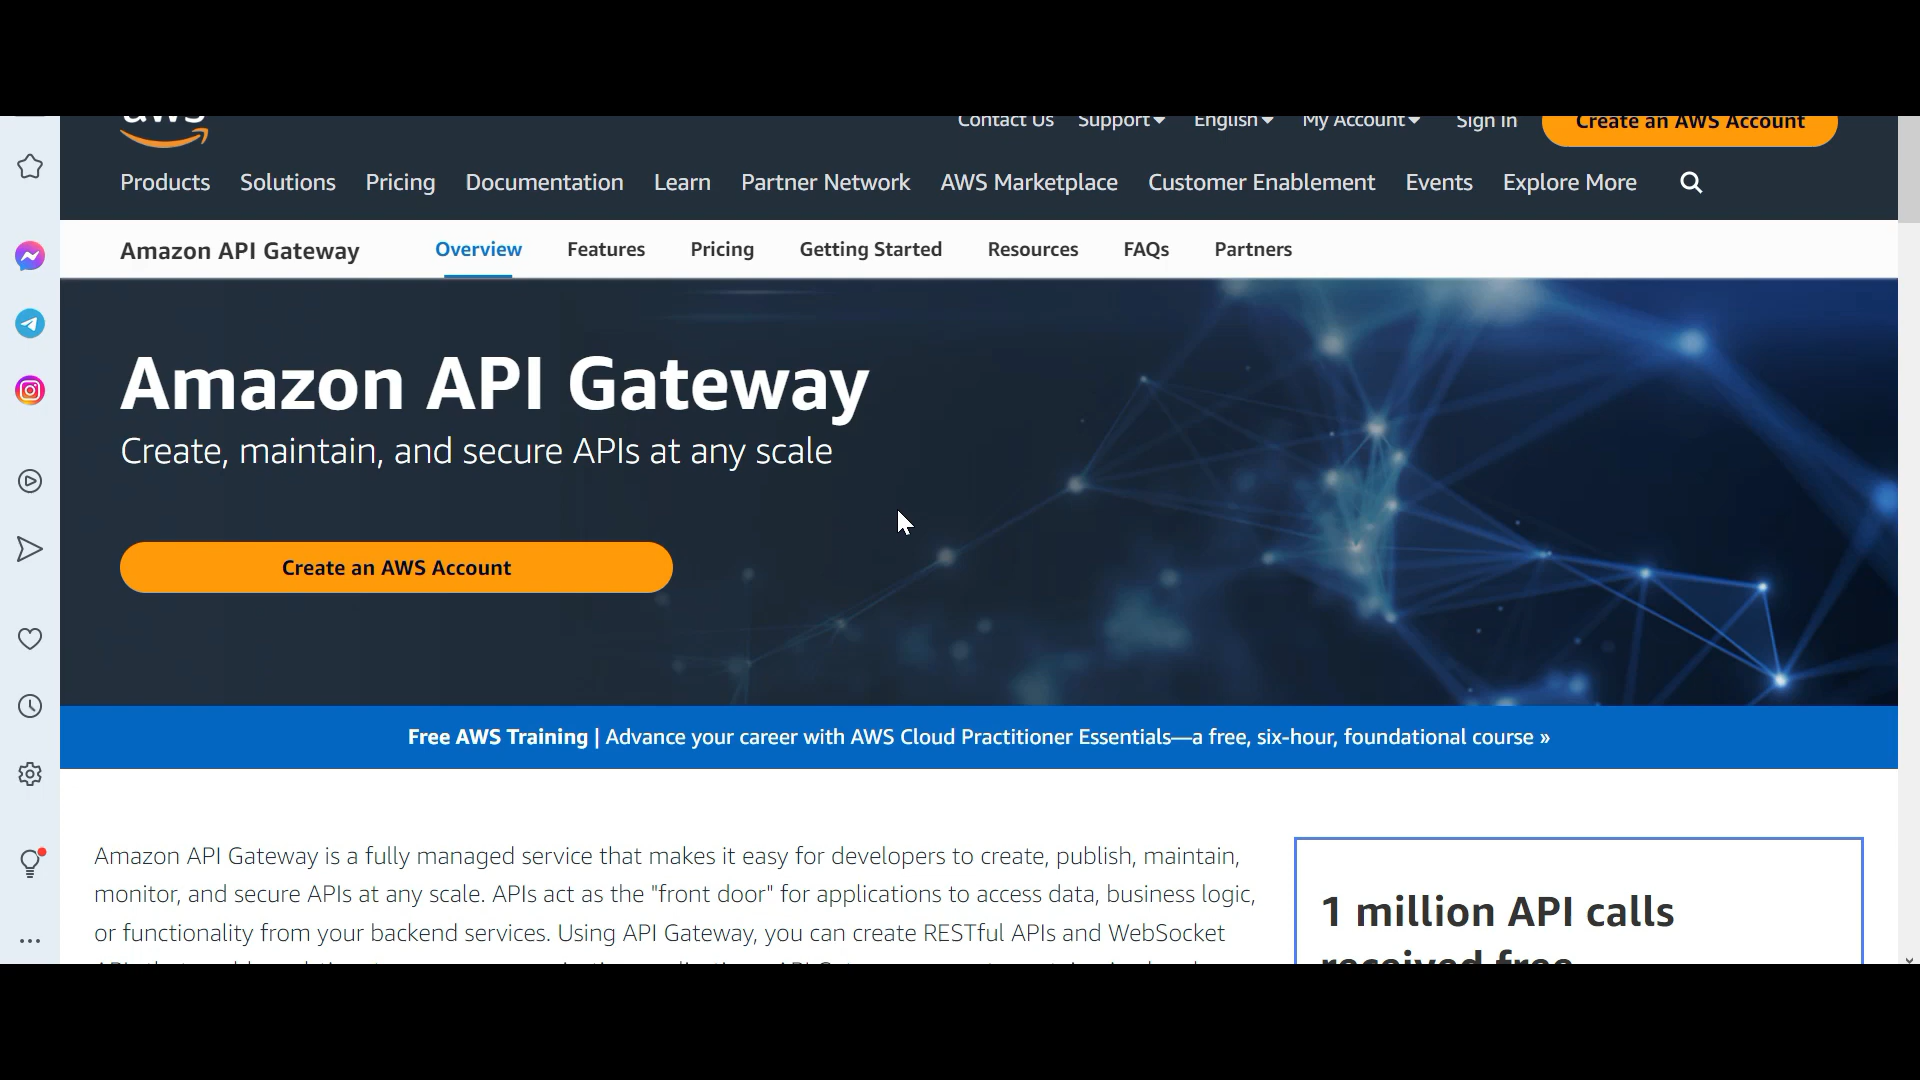 aws
Contact Us Support English My Account Sign In Create an AWS Account
Products Solutions Pricing Documentation Learn Partner Network AWS Marketplace Customer Enablement Events Explore More
Amazon API Gateway Overview Features Pricing Getting Started Resources FAQs Partners
Amazon API Gateway
Create, maintain, and secure APIs at any scale
Create an AWS Account
Free AWS Training | Advance your career with AWS Cloud Practitioner Essentials—a free, six-hour, foundational course »
Amazon API Gateway is a fully managed service that makes it easy for developers to create, publish, maintain,
monitor, and secure APIs at any scale. APIs act as the "front door" for applications to access data, business logic,
or functionality from your backend services. Using API Gateway, you can create RESTful APIs and WebSocket
1 million API calls
received free